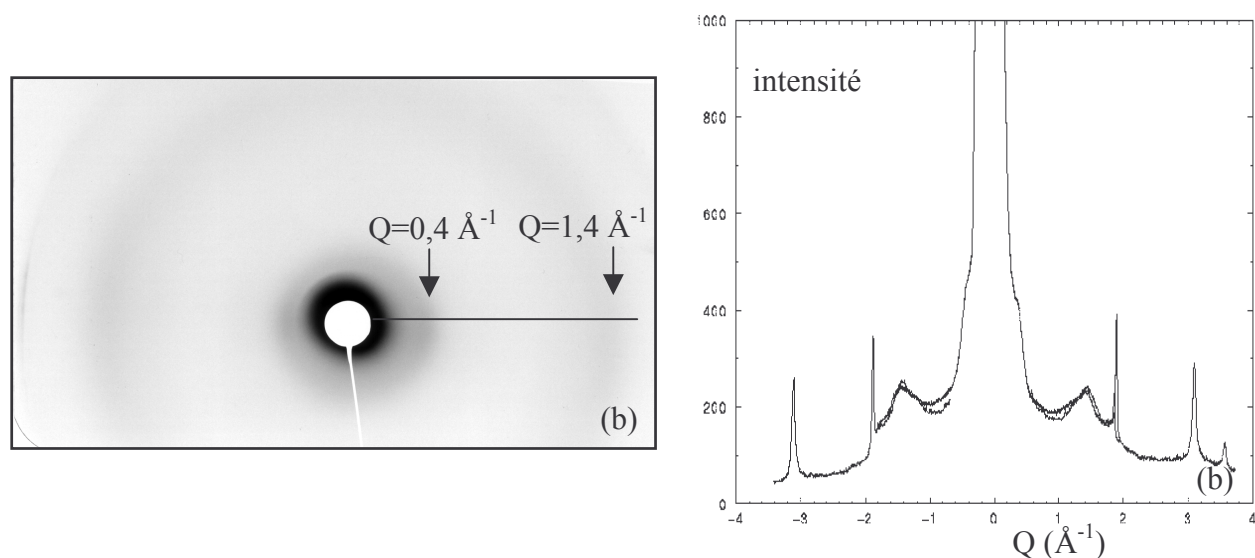 Q=0,4 Å⁻¹ Q=1,4 Å⁻¹
(b)
intensité
1000
800
600
400
200
0
-4 -3 -2 -1 0 1 2 3 4
(b)
Q (Å⁻¹)